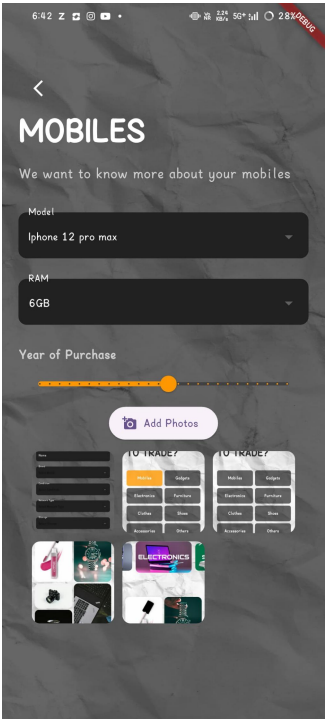 6:42 Z
5G+ 28%
DEBUG
MOBILES
We want to know more about your mobiles
Model
Iphone 12 pro max
RAM
6GB
Year of Purchase
Add Photos
TO TRADE?
TO TRADE?
Mobiles Gadgets
Mobiles Gadgets
Electronics Furniture
Electronics Furniture
Clothes Shoes
Clothes Shoes
Accessories Others
Accessories Others
ELECTRONICS